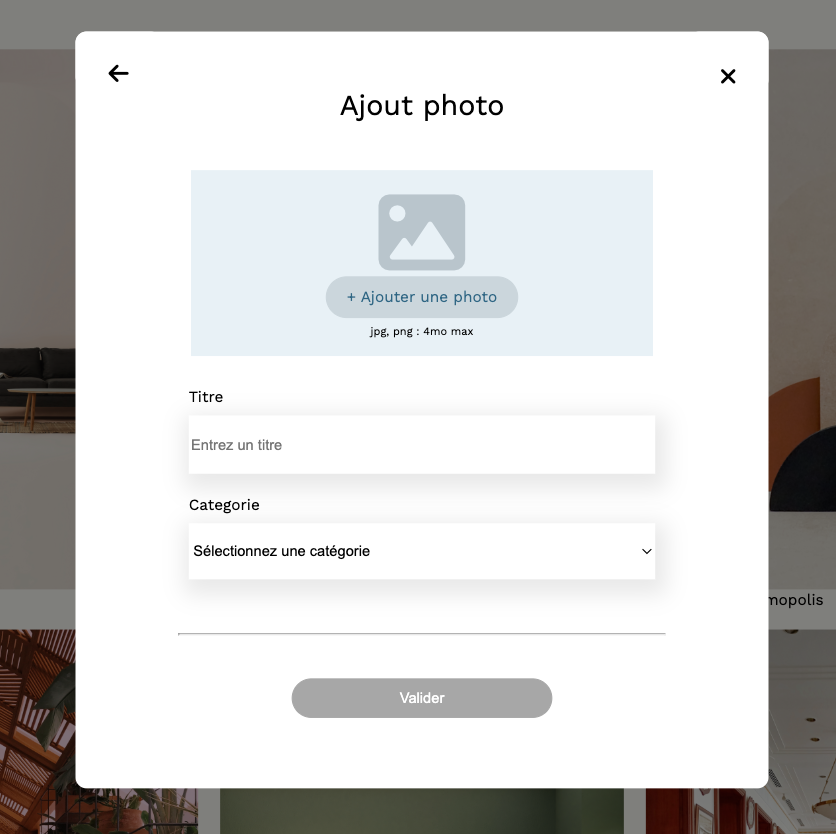 Ajout photo
+ Ajouter une photo
jpg, png : 4mo max
Titre
Entrez un titre
Categorie
Sélectionnez une catégorie
mopolis
Valider